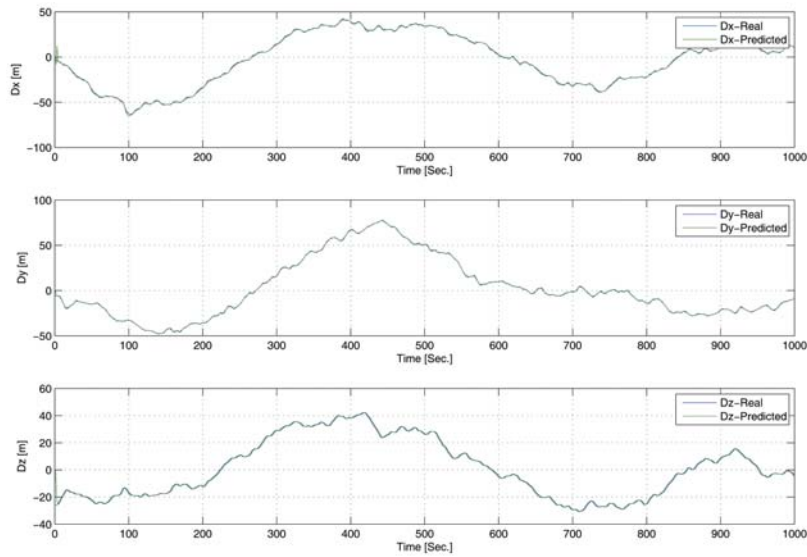 50
0
−50
−100
Dx [m]
Dx−Real
Dx−Predicted
0 100 200 300 400 500 600 700 800 900 1000
Time [Sec.]
100
50
0
−50
Dy [m]
Dy−Real
Dy−Predicted
0 100 200 300 400 500 600 700 800 900 1000
Time [Sec.]
60
40
20
0
−20
−40
Dz [m]
Dz−Real
Dz−Predicted
0 100 200 300 400 500 600 700 800 900 1000
Time [Sec.]